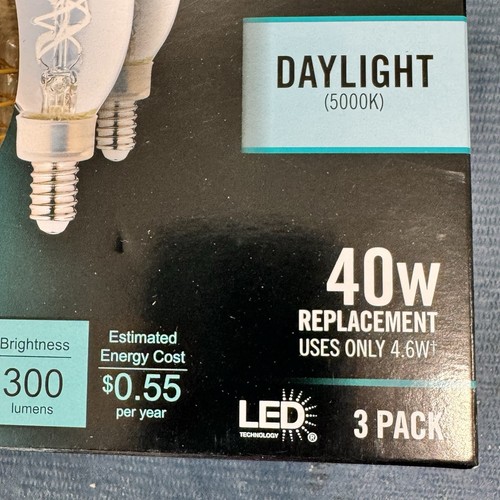 DAYLIGHT
(5000K)
40W
REPLACEMENT
USES ONLY 4.6W†
Brightness
300
lumens
Estimated
Energy Cost
$0.55
per year
LED
TECHNOLOGY
®
3 PACK